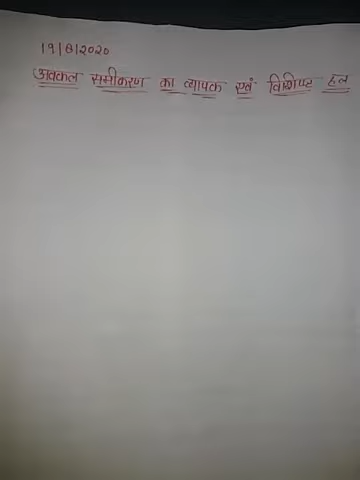 19/8/2020
अवकल समीकरण का व्यापक एवं विशिष्ट हल